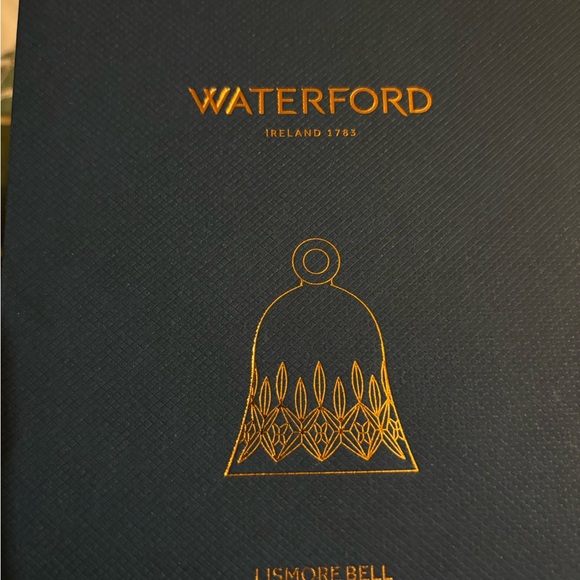 WATERFORD
IRELAND 1783
LISMORE BELL